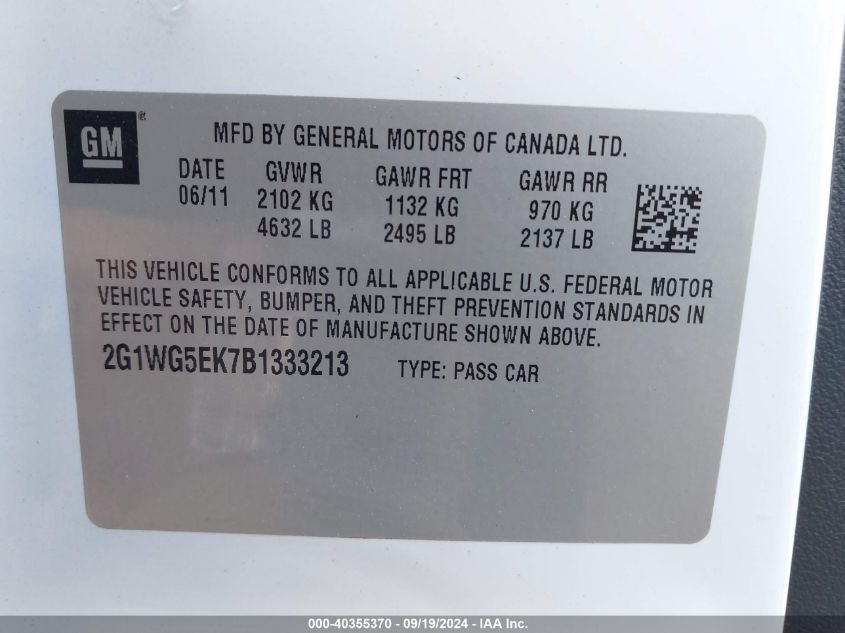 GM ®
MFD BY GENERAL MOTORS OF CANADA LTD.
DATE GVWR GAWR FRT GAWR RR
06/11 2102 KG 1132 KG 970 KG
4632 LB 2495 LB 2137 LB
THIS VEHICLE CONFORMS TO ALL APPLICABLE U.S. FEDERAL MOTOR
VEHICLE SAFETY, BUMPER, AND THEFT PREVENTION STANDARDS IN
EFFECT ON THE DATE OF MANUFACTURE SHOWN ABOVE.
2G1WG5EK7B1333213 TYPE: PASS CAR
000-40355370 - 09/19/2024 - IAA Inc.